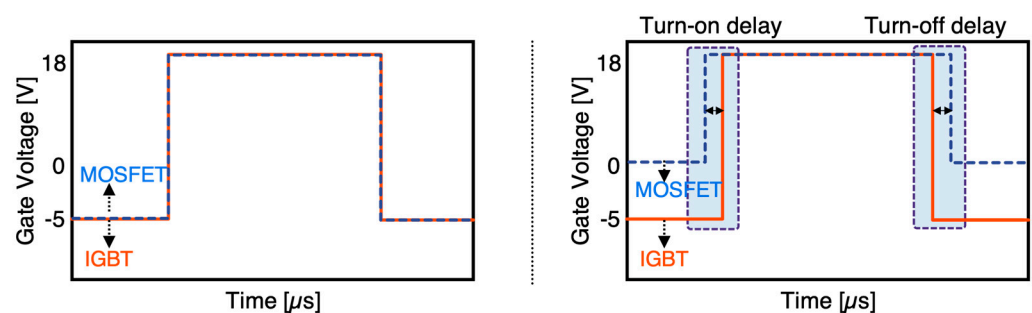 Gate Voltage [V]
18
0
-5
MOSFET
IGBT
Time [µs]
Turn-on delay
Turn-off delay
Gate Voltage [V]
18
0
-5
MOSFET
IGBT
Time [µs]